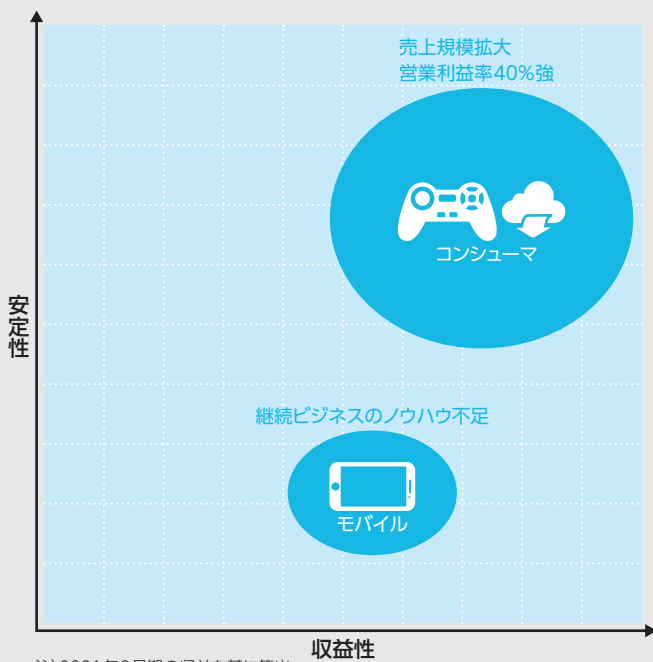 売上規模拡大
営業利益率40%強
コンシューマ
安定性
継続ビジネスのノウハウ不足
モバイル
収益性